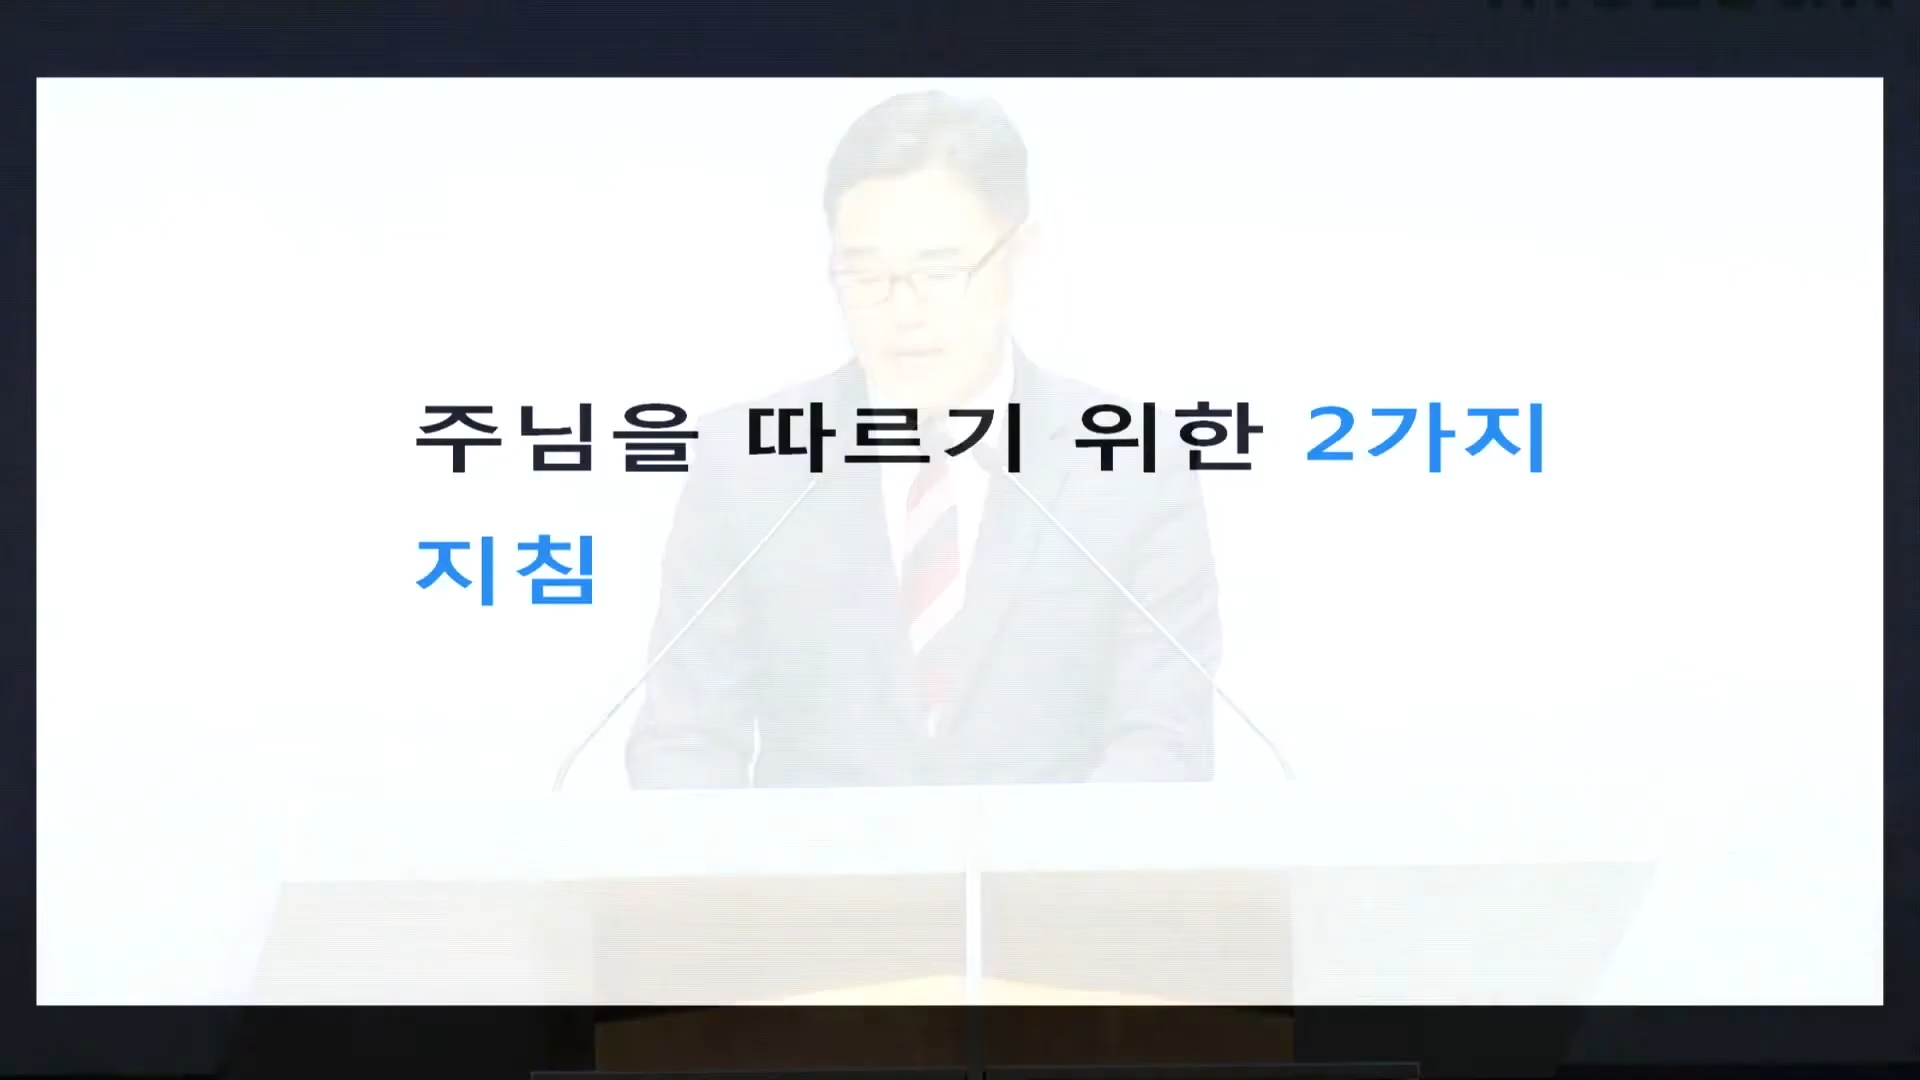 주님을 따르기 위한 2가지
지침